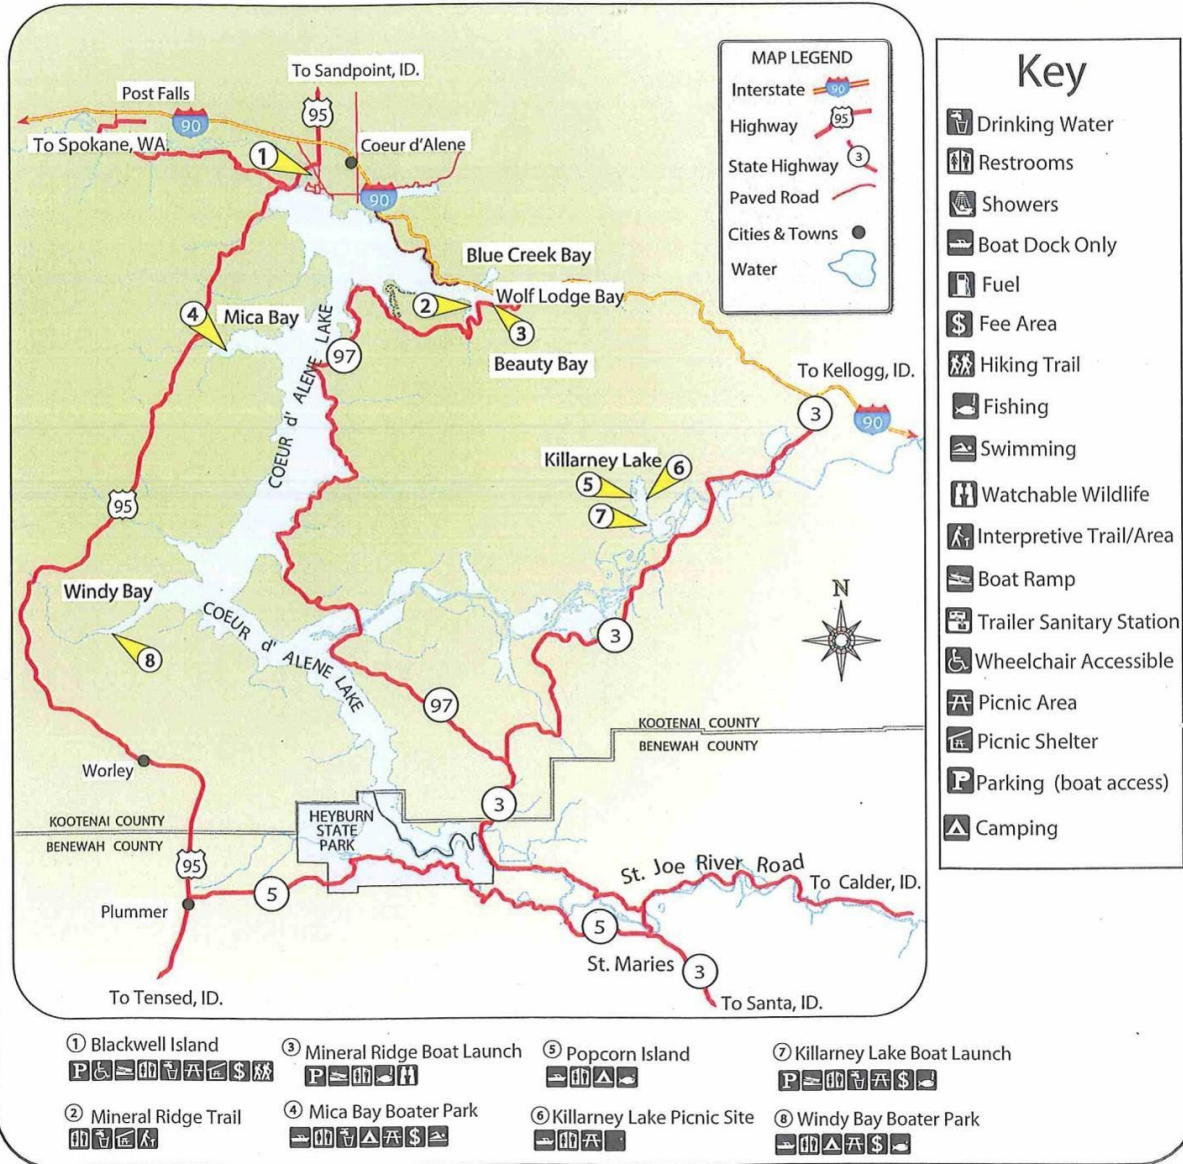 To Sandpoint, ID.
Post Falls
95
90
To Spokane, WA.
1
Coeur d'Alene
90
Blue Creek Bay
2
Wolf Lodge Bay
4
Mica Bay
3
97
Beauty Bay
COEUR d' ALENE LAKE
To Kellogg, ID.
3
90
Killarney Lake
6
5
7
95
Windy Bay
COEUR d' ALENE LAKE
8
3
N
97
KOOTENAI COUNTY
BENEWAH COUNTY
Worley
3
HEYBURN
STATE
PARK
KOOTENAI COUNTY
BENEWAH COUNTY
95
5
Plummer
St. Joe River Road
To Calder, ID.
5
St. Maries
3
To Tensed, ID.
To Santa, ID.
MAP LEGEND
Interstate 90
Highway 95
State Highway 3
Paved Road
Cities & Towns
Water
Key
Drinking Water
Restrooms
Showers
Boat Dock Only
Fuel
$ Fee Area
Hiking Trail
Fishing
Swimming
Watchable Wildlife
Interpretive Trail/Area
Boat Ramp
Trailer Sanitary Station
Wheelchair Accessible
Picnic Area
Picnic Shelter
P Parking (boat access)
Camping
1 Blackwell Island
P $
2 Mineral Ridge Trail
3 Mineral Ridge Boat Launch
P
4 Mica Bay Boater Park
$
5 Popcorn Island
6 Killarney Lake Picnic Site
7 Killarney Lake Boat Launch
P $
8 Windy Bay Boater Park
$